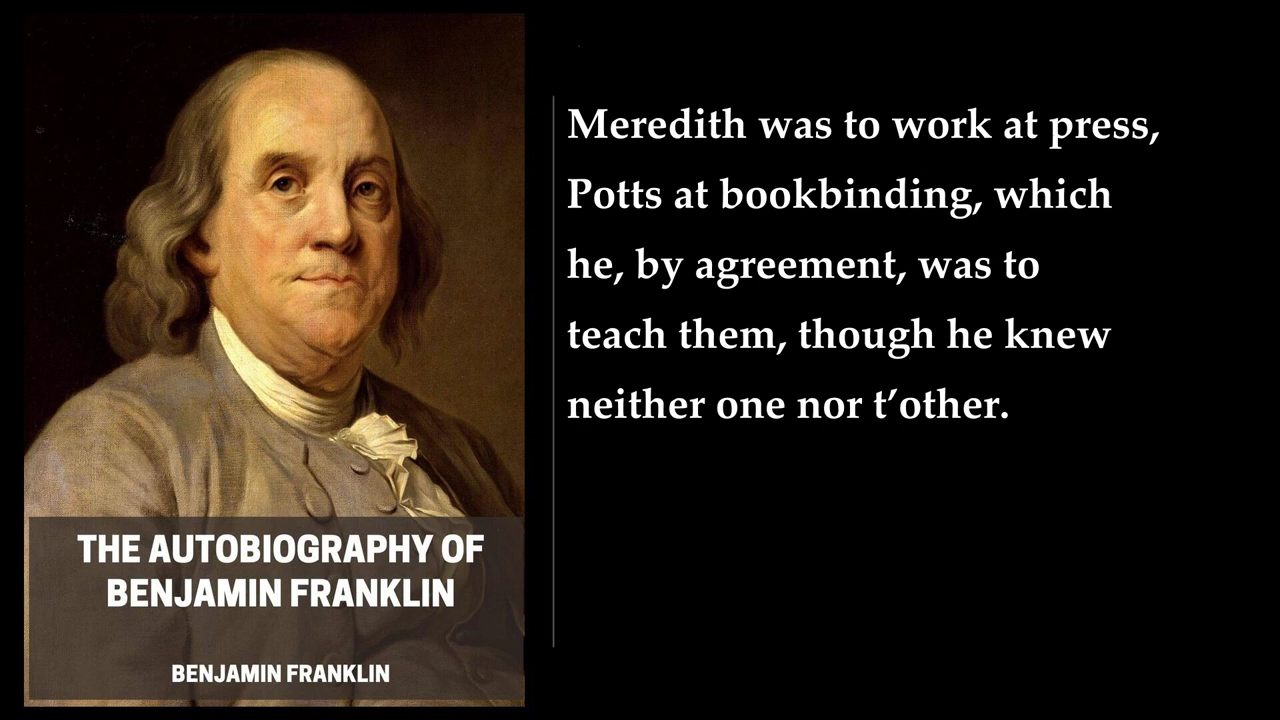 Meredith was to work at press,
Potts at bookbinding, which
he, by agreement, was to
teach them, though he knew
neither one nor t’other.
THE AUTOBIOGRAPHY OF
BENJAMIN FRANKLIN
BENJAMIN FRANKLIN